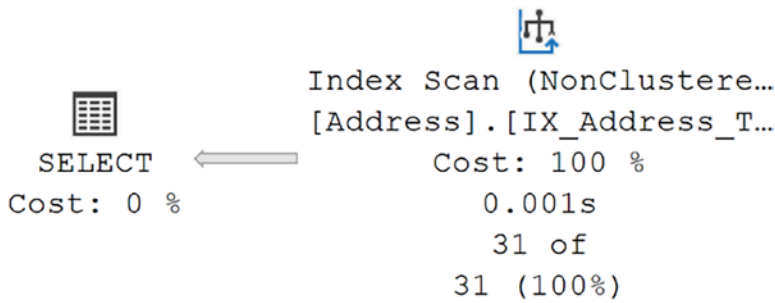 SELECT
Cost: 0 %
Index Scan (NonClustere…
[Address].[IX_Address_T…
Cost: 100 %
0.001s
31 of
31 (100%)